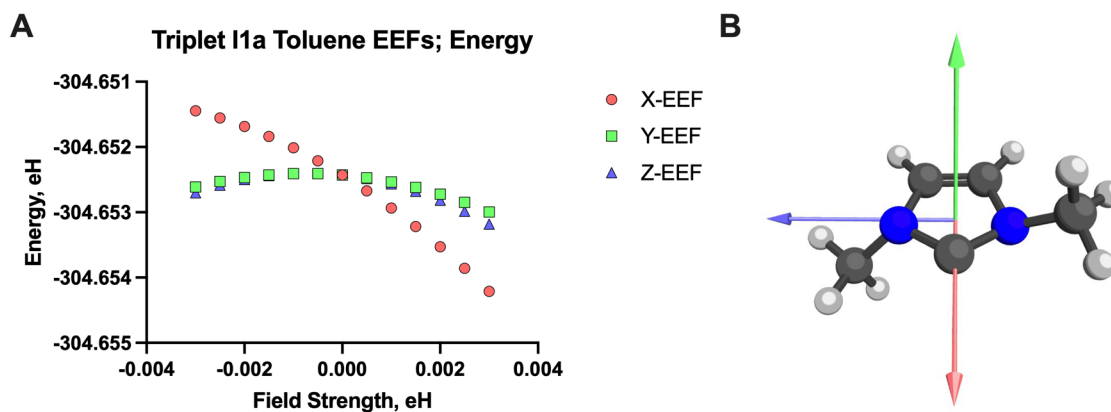 A
B
Triplet I1a Toluene EEFs; Energy
-304.651
-304.652
-304.653
-304.654
-304.655
Energy, eH
-0.004
-0.002
0.000
0.002
0.004
Field Strength, eH
X-EEF
Y-EEF
Z-EEF